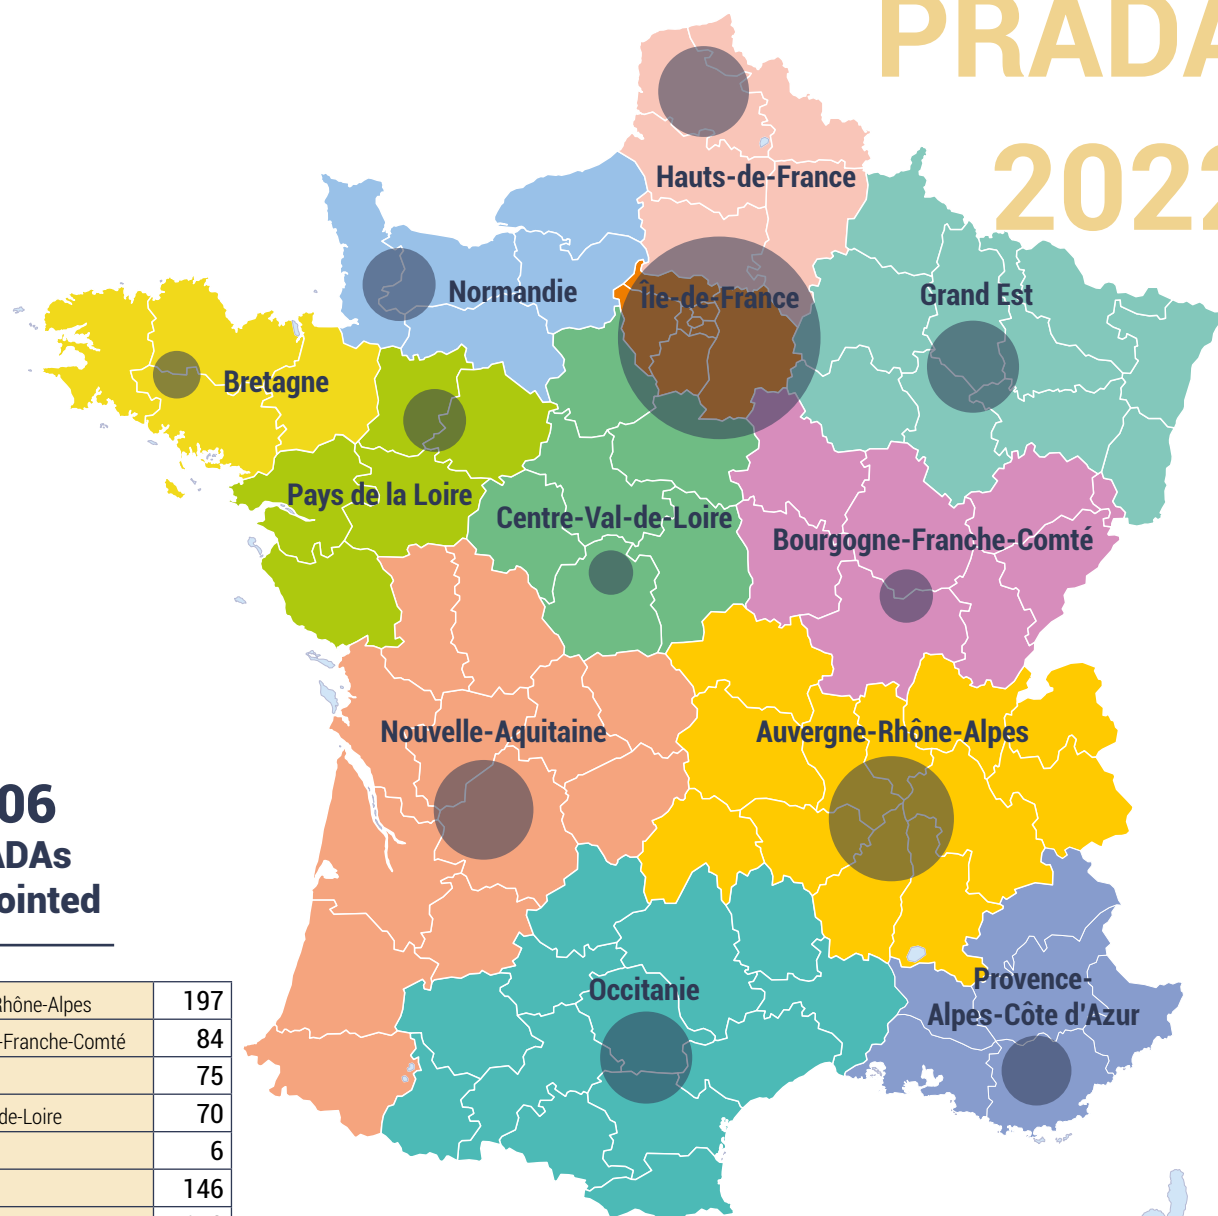 PRADA
2022
Hauts-de-France
Normandie
Île-de-France
Grand Est
Bretagne
Pays de la Loire
Centre-Val-de-Loire
Bourgogne-Franche-Comté
Nouvelle-Aquitaine
Auvergne-Rhône-Alpes
Occitanie
Provence-
Alpes-Côte d'Azur
06
ADAs
ointed
Rhône-Alpes 197
-Franche-Comté 84
75
de-Loire 70
6
146